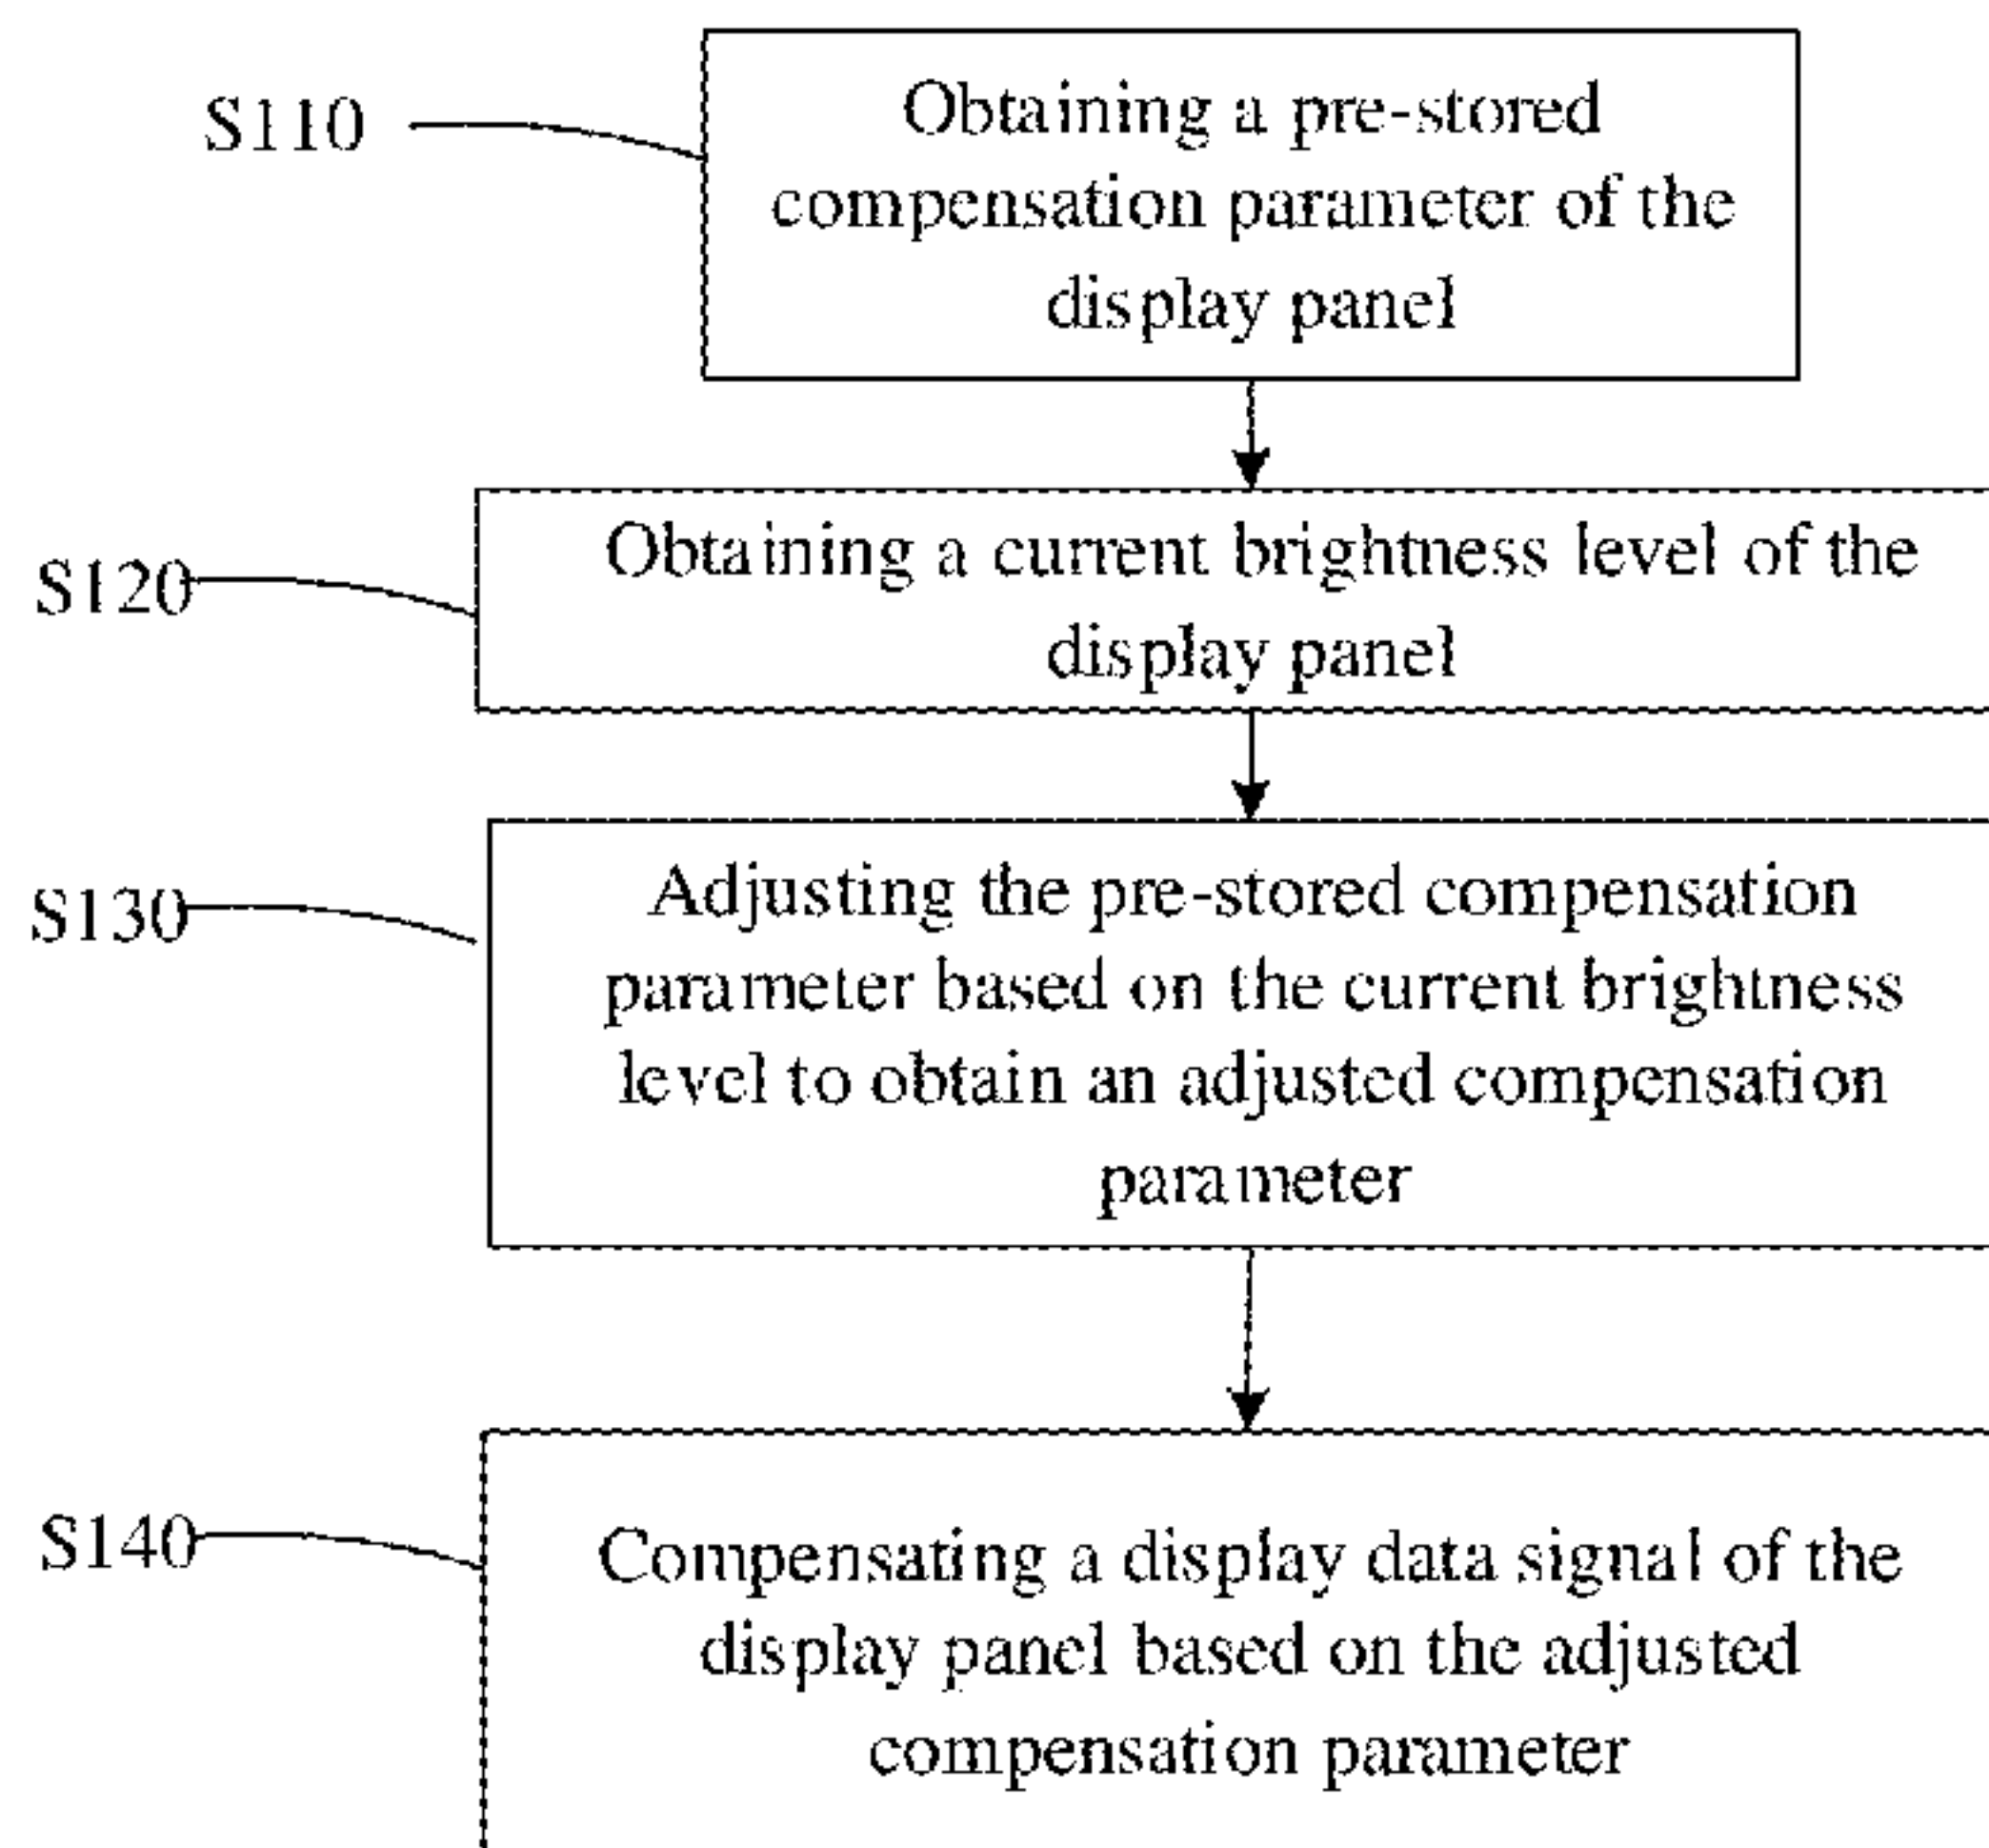 S110
Obtaining a pre-stored
compensation parameter of the
display panel
S120
Obtaining a current brightness level of the
display panel
S130
Adjusting the pre-stored compensation
parameter based on the current brightness
level to obtain an adjusted compensation
parameter
S140
Compensating a display data signal of the
display panel based on the adjusted
compensation parameter